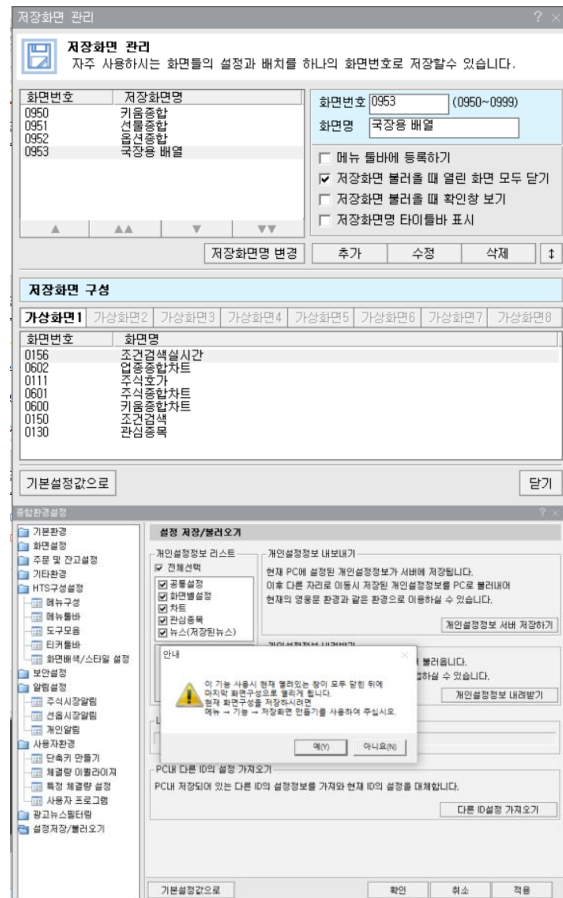 저장화면 관리
저장화면 관리
자주 사용하시는 화면들의 설정과 배치를 하나의 화면번호로 저장할수 있습니다.
화면번호 저장화면명
0950 키움종합
0951 선물종합
0952 옵션종합
0953 국장용 배열
화면번호 0953 (0950~0999)
화면명 국장용 배열
메뉴 툴바에 등록하기
저장화면 불러올 때 열린 화면 모두 닫기
저장화면 불러올 때 확인창 보기
저장화면명 타이틀바 표시
저장화면명 변경 추가 수정 삭제
저장화면 구성
가상화면1 가상화면2 가상화면3 가상화면4 가상화면5 가상화면6 가상화면7 가상화면8
화면번호 화면명
0156 조건검색실시간
0602 업종종합차트
0111 주식호가
0601 주식종합차트
0600 키움종합차트
0150 조건검색
0130 관심종목
기본설정값으로 닫기
종합환경설정
기본환경
화면설정
주문 및 잔고설정
기타환경
HTS구성설정
메뉴구성
메뉴툴바
도구모음
티커툴바
화면배색/스타일 설정
보안설정
알림설정
주식시장알람
선옵시장알람
개인알람
사용자환경
단축키 만들기
체결량 이퀄라이저
특정 체결량 설정
사용자 프로그램
광고뉴스필터링
설정저장/불러오기
설정 저장/불러오기
개인설정정보 리스트
전체선택
공통설정
화면별설정
차트
관심종목
뉴스(저장된뉴스)
개인설정정보 내보내기
현재 PC에 설정된 개인설정정보가 서버에 저장됩니다.
이후 다른 자리로 이동시 저장된 개인설정정보를 PC로 불러내어
현재의 영웅문 환경과 같은 환경으로 이용하실 수 있습니다.
개인설정정보 서버 저장하기
불러옵니다.
하실 수 있습니다.
개인설정정보 내려받기
안내
이 기능 사용시 현재 열려있는 창이 모두 닫힌 뒤에
마지막 화면구성으로 열리게 됩니다.
현재 화면구성을 저장하시려면
메뉴 → 기능 → 저장화면 만들기를 사용하여 주십시오.
예(Y) 아니요(N)
PC내 다른 ID의 설정 가져오기
PC내 저장되어 있는 다른 ID의 설정정보를 가져와 현재 ID의 설정을 대체합니다.
다른 ID설정 가져오기
기본설정값으로 확인 취소 적용